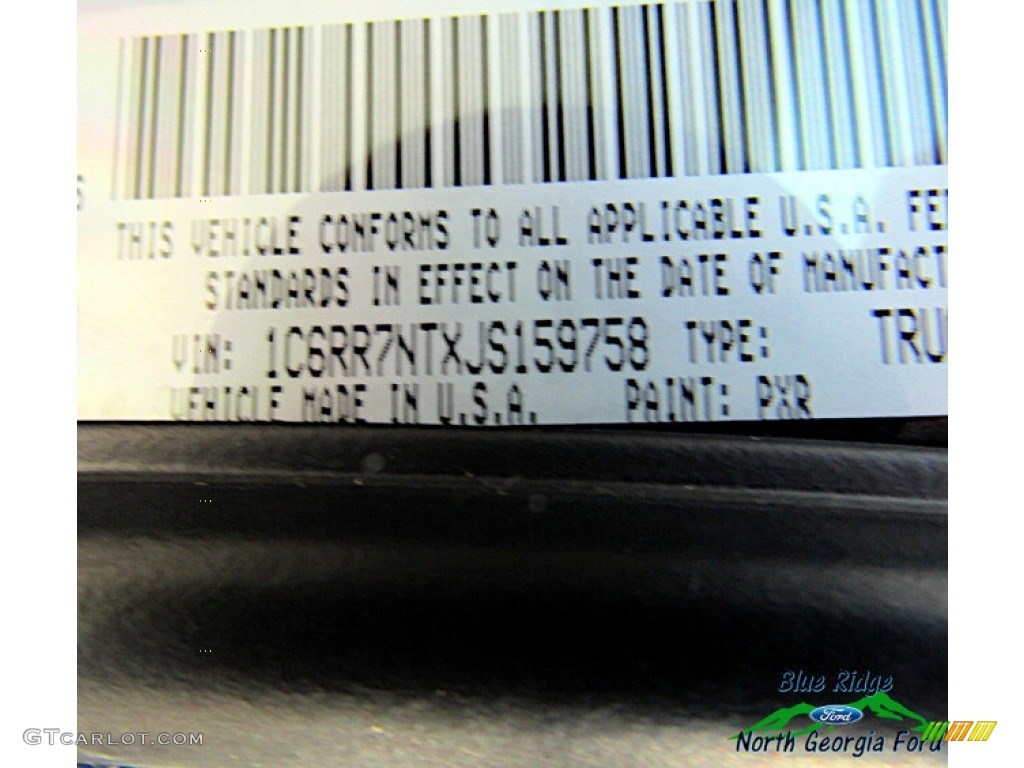 THIS VEHICLE CONFORMS TO ALL APPLICABLE U.S.A. FE
STANDARDS IN EFFECT ON THE DATE OF MANUFACT
VIN: 1C6RR7NTXJS159758 TYPE: TRU
VEHICLE MADE IN U.S.A. PAINT: PXR
Blue Ridge
Ford
North Georgia Ford
GTCARLOT.COM